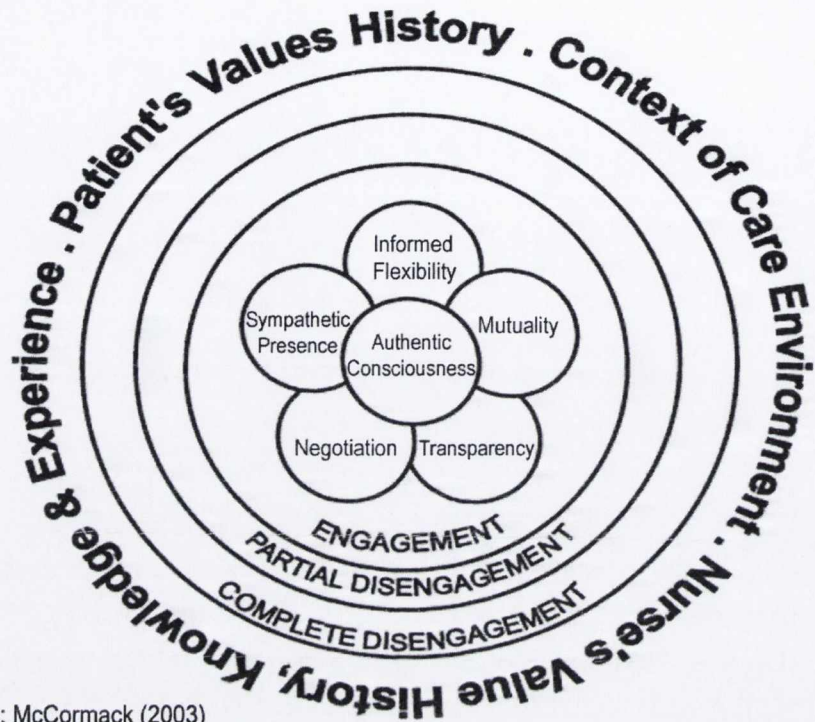 Patient's Values History . Context of Care Environment . Nurse's Value History, Knowledge & Experience .
Informed
Flexibility
Sympathetic
Presence
Mutuality
Authentic
Consciousness
Negotiation
Transparency
ENGAGEMENT
PARTIAL DISENGAGEMENT
COMPLETE DISENGAGEMENT
: McCormack (2003)